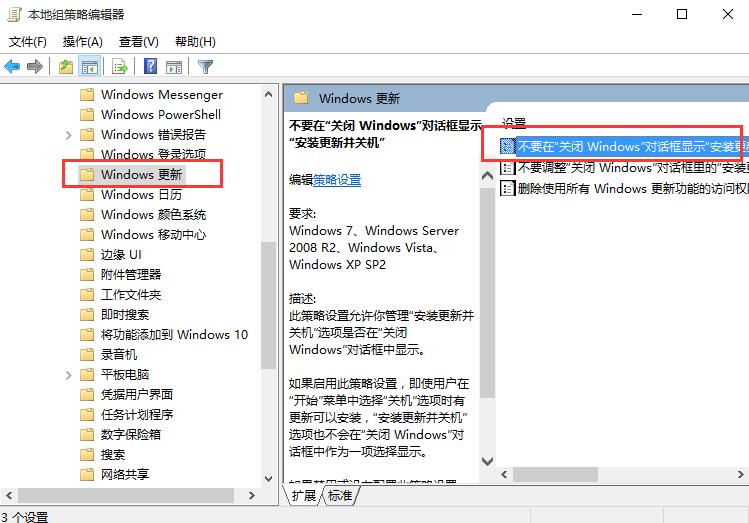 本地组策略编辑器
文件(F) 操作(A) 查看(V) 帮助(H)
Windows Messenger
Windows PowerShell
Windows 错误报告
Windows 登录选项
Windows 更新
Windows 日历
Windows 颜色系统
Windows 移动中心
边缘 UI
附件管理器
工作文件夹
即时搜索
将功能添加到 Windows 10
录音机
平板电脑
凭据用户界面
任务计划程序
数字保险箱
搜索
网络共享
Windows 更新
不要在“关闭 Windows”对话框显示
“安装更新并关机”
编辑策略设置
要求:
Windows 7、Windows Server
2008 R2、Windows Vista、
Windows XP SP2
描述:
此策略设置允许你管理“安装更新并
关机”选项是否在“关闭
Windows”对话框中显示。
如果启用此策略设置，即使用户在
“开始”菜单中选择“关机”选项时有
更新可以安装，“安装更新并关机”
选项也不会在“关闭 Windows”对话
框中作为一项选择显示。
如果禁用或未配置此策略设置
设置
不要在“关闭 Windows”对话框显示“安装更新
不要调整“关闭 Windows”对话框里的“安装更
删除使用所有 Windows 更新功能的访问权限
扩展 标准
3 个设置